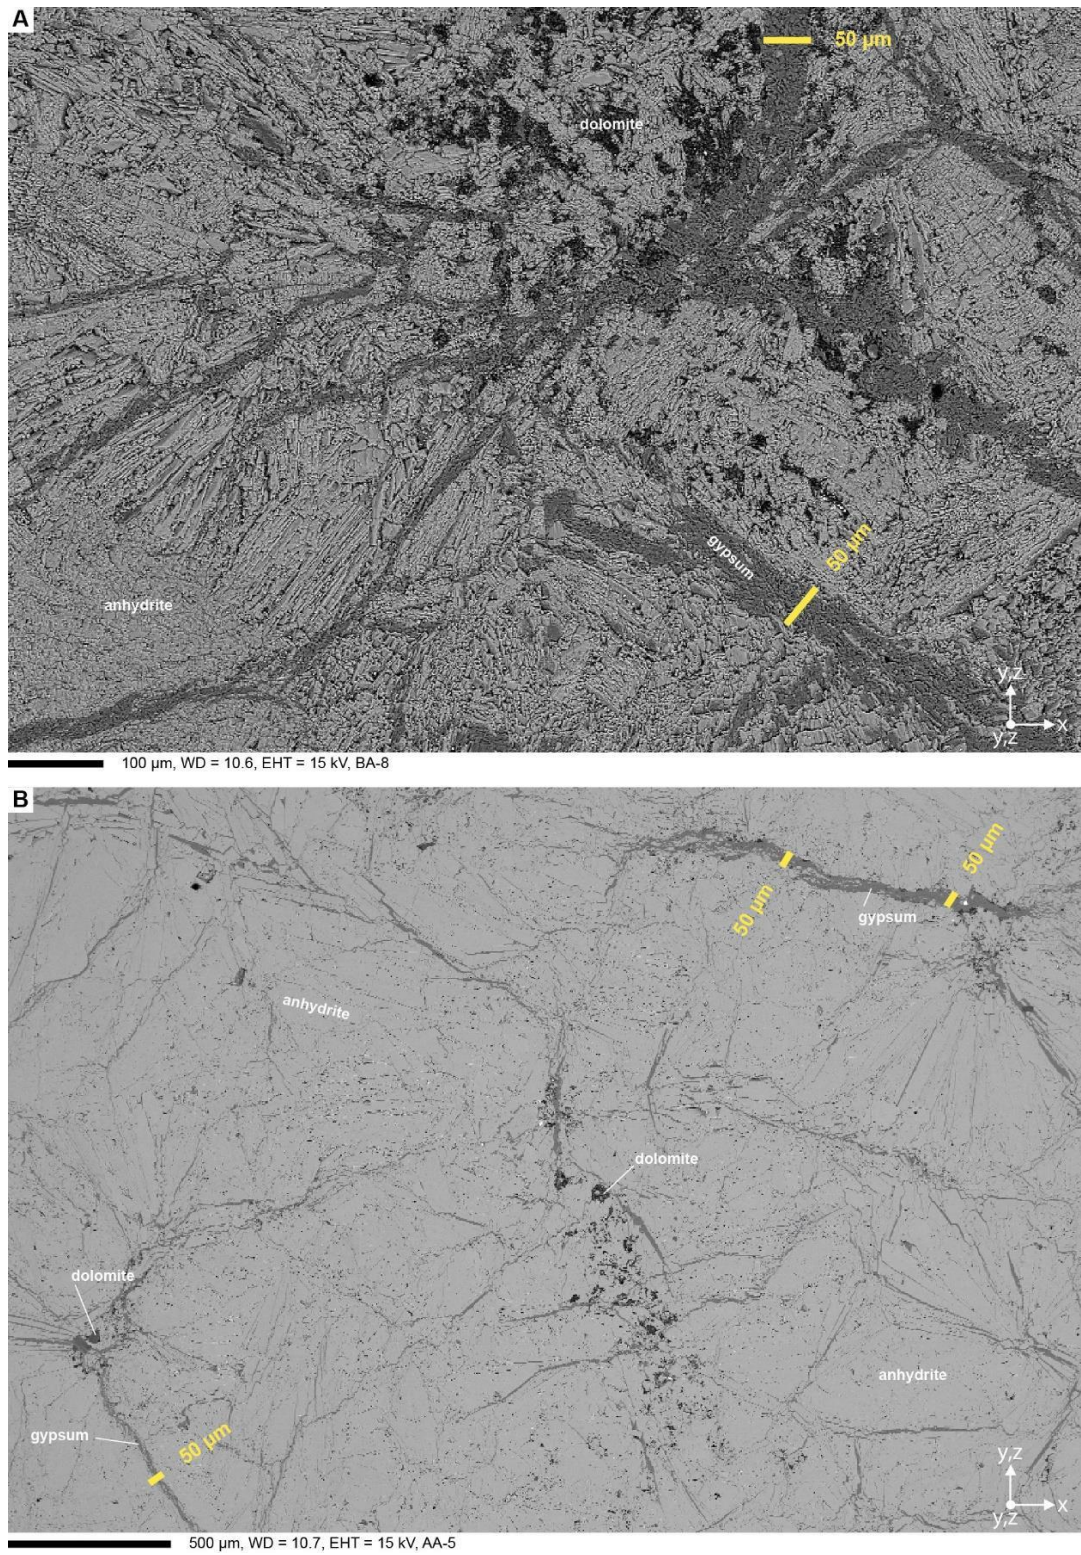 A
50 µm
dolomite
gypsum
50 µm
anhydrite
y,z
x
y,z
100 µm, WD = 10.6, EHT = 15 kV, BA-8
B
50 µm
50 µm
gypsum
anhydrite
dolomite
dolomite
anhydrite
gypsum
50 µm
y,z
x
y,z
500 µm, WD = 10.7, EHT = 15 kV, AA-5